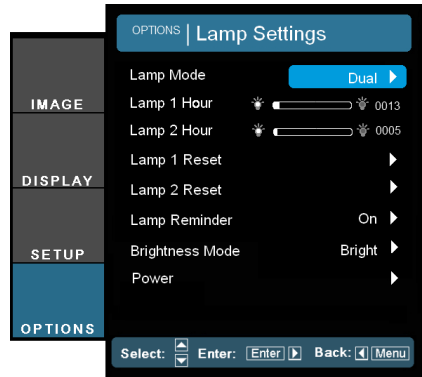 OPTIONS | Lamp Settings
Lamp Mode Dual
IMAGE
Lamp 1 Hour 0013
Lamp 2 Hour 0005
Lamp 1 Reset
DISPLAY
Lamp 2 Reset
Lamp Reminder On
SETUP
Brightness Mode Bright
Power
OPTIONS
Select: Enter: Enter Back: Menu